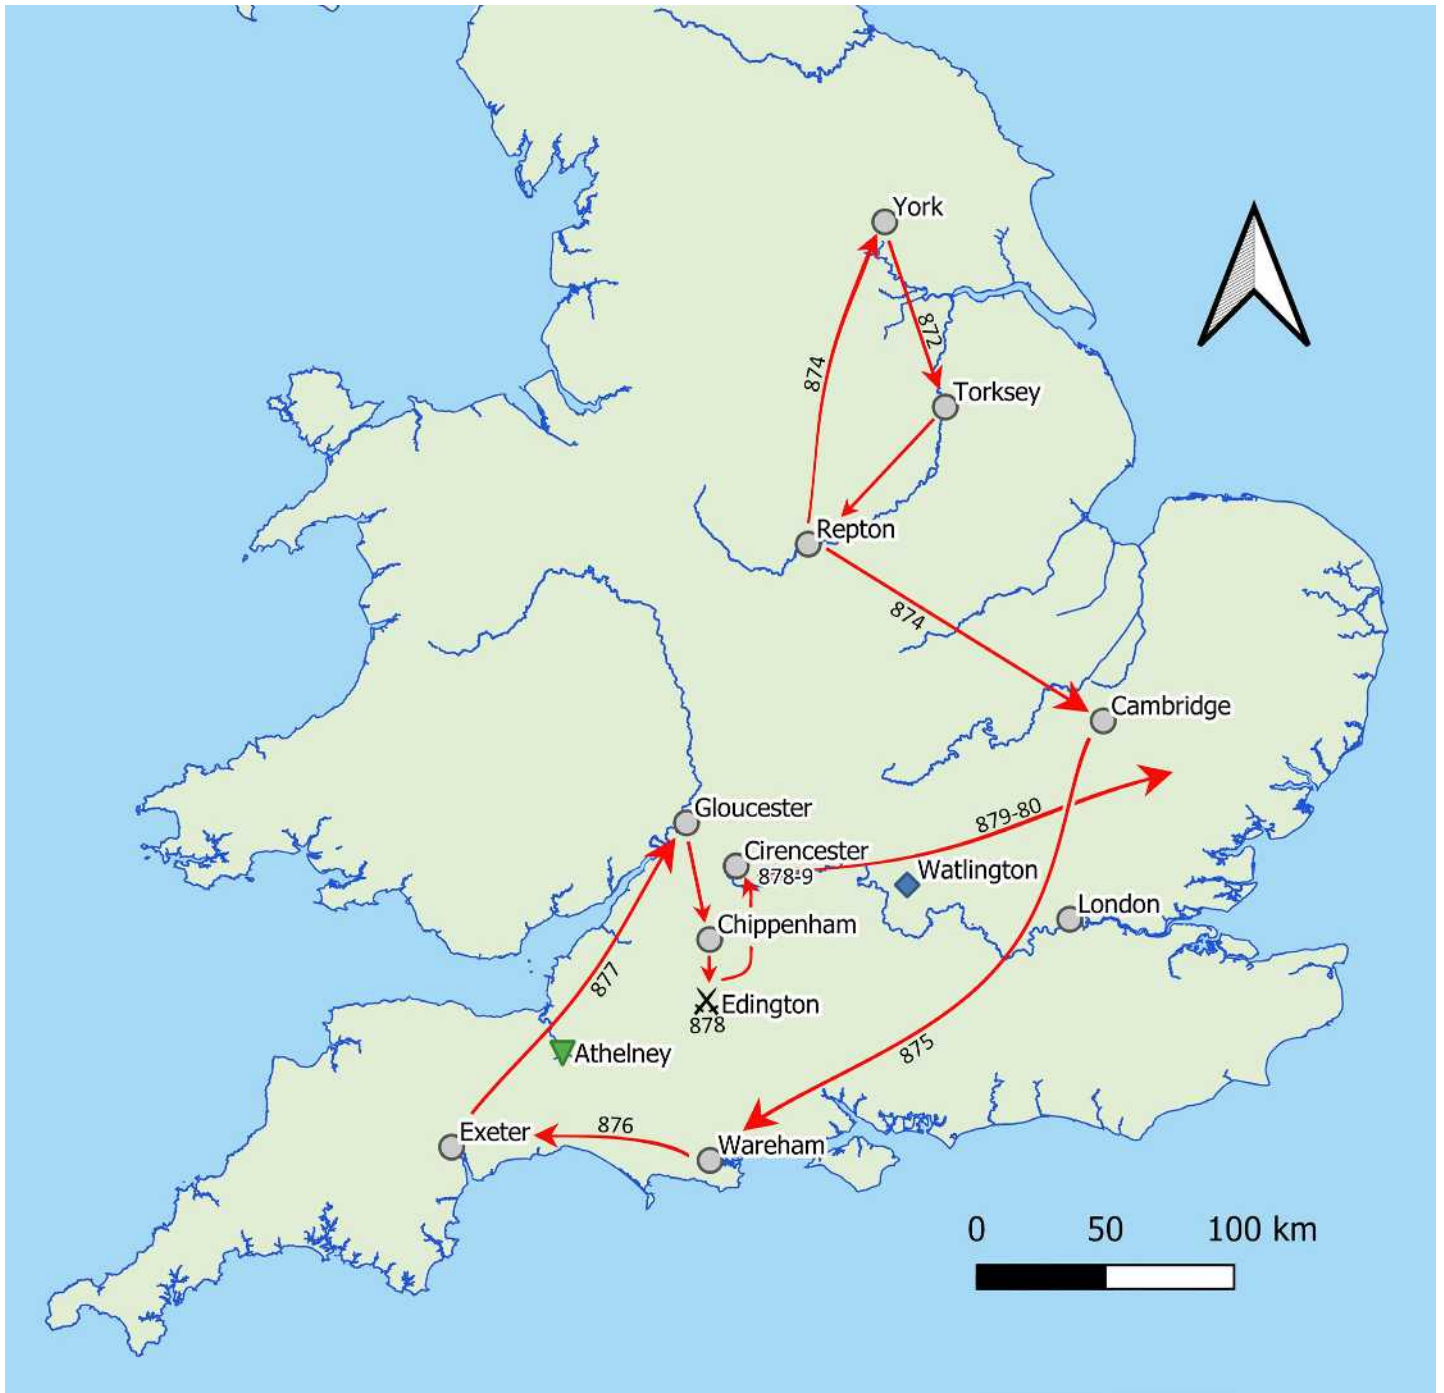 York
872
874
Torksey
Repton
874
Cambridge
Gloucester
879-80
Cirencester
878-9
Watlington
London
Chippenham
877
Edington
878
875
Athelney
876
Exeter
Wareham
0 50 100 km